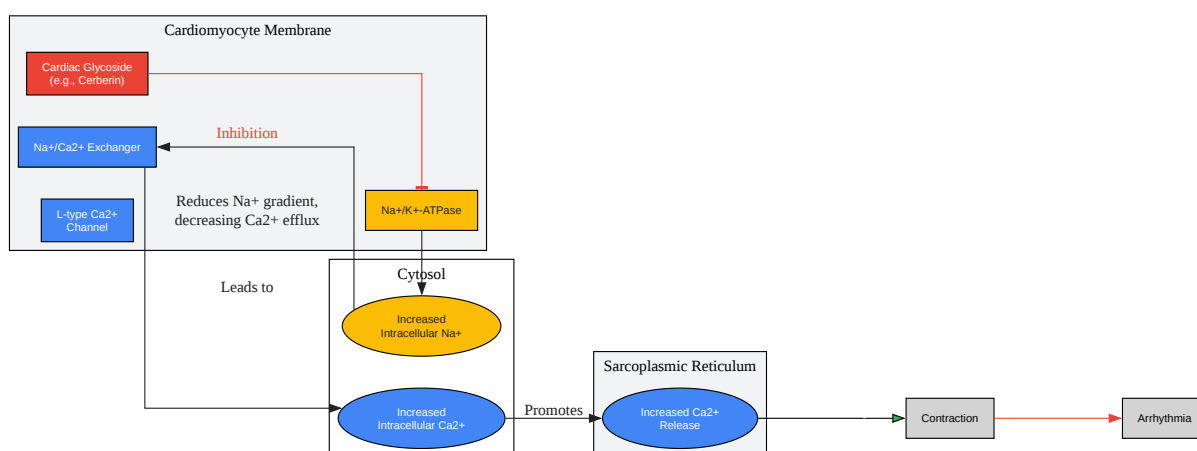 Cardiomyocyte Membrane
Cardiac Glycoside
(e.g., Cerberin)
Inhibition
Na+/Ca2+ Exchanger
Reduces Na+ gradient,
decreasing Ca2+ efflux
L-type Ca2+
Channel
Na+/K+-ATPase
Leads to
Cytosol
Increased
Intracellular Na+
Increased
Intracellular Ca2+
Promotes
Sarcoplasmic Reticulum
Increased Ca2+
Release
Contraction
Arrhythmia